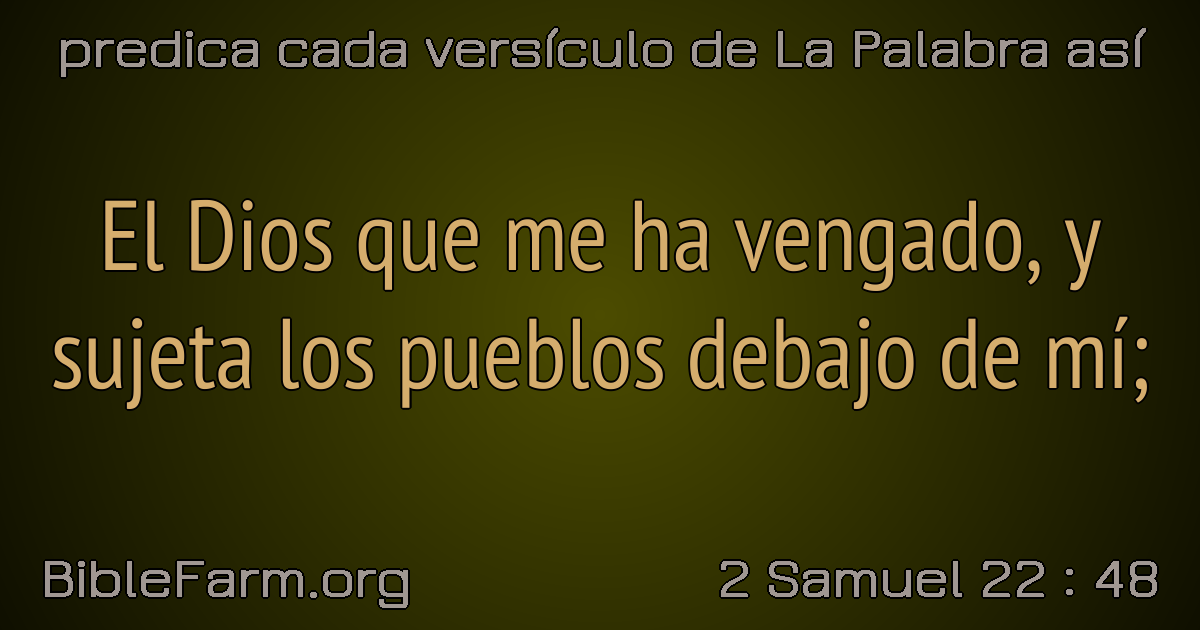 predica cada versículo de La Palabra así
El Dios que me ha vengado, y
sujeta los pueblos debajo de mí;
BibleFarm.org
2 Samuel 22 : 48